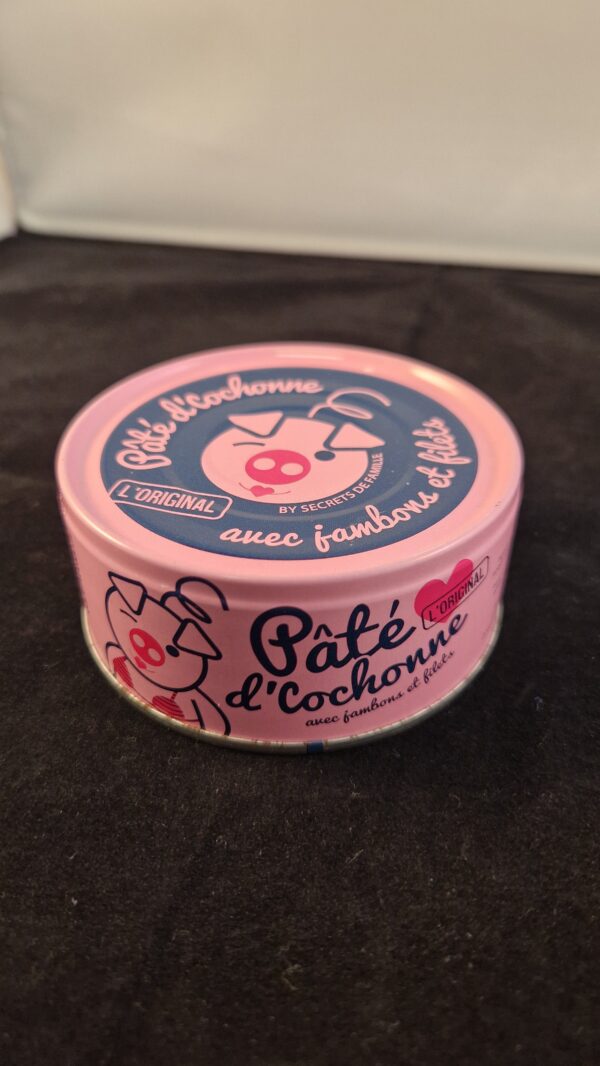 Pâté d'Cochonne
L'ORIGINAL
BY SECRETS DE FAMILLE
avec jambons et filets
Pâté
L'ORIGINAL
d'Cochonne
avec jambons et filets